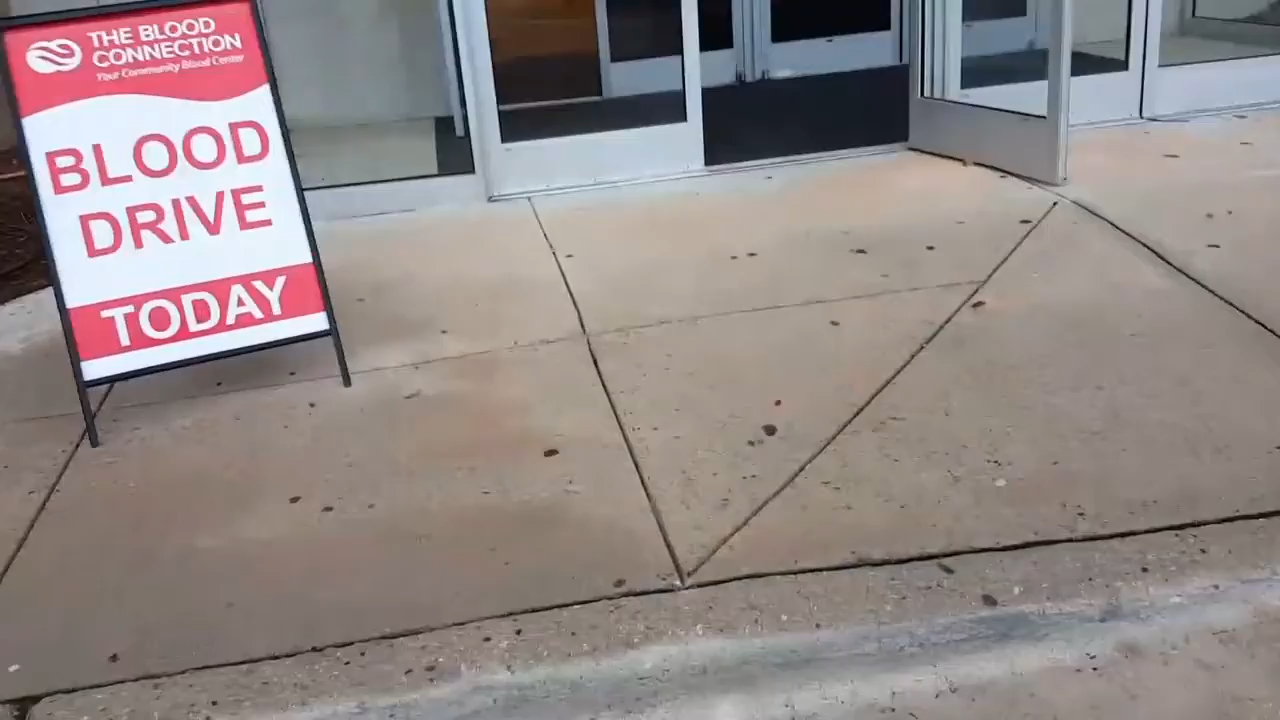 THE BLOOD
CONNECTION
Your Community Blood Center
BLOOD
DRIVE
TODAY